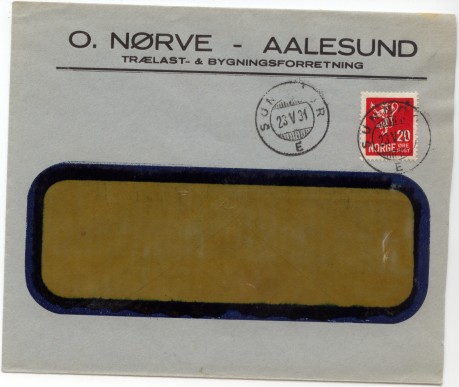 O. NØRVE - AALESUND
TRÆLAST- & BYGNINGSFORRETNING
23 V 31
E
20
NORGE
E